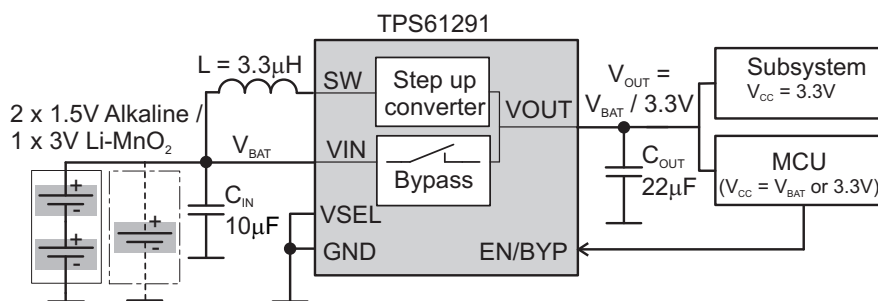 TPS61291
L = 3.3µH
SW
Step up
converter
VOUT
VOUT =
VBAT / 3.3V
Subsystem
VCC = 3.3V
2 x 1.5V Alkaline /
1 x 3V Li-MnO2
VBAT
VIN
Bypass
COUT
22µF
MCU
(VCC = VBAT or 3.3V)
CIN
10µF
VSEL
GND
EN/BYP
+
+
+